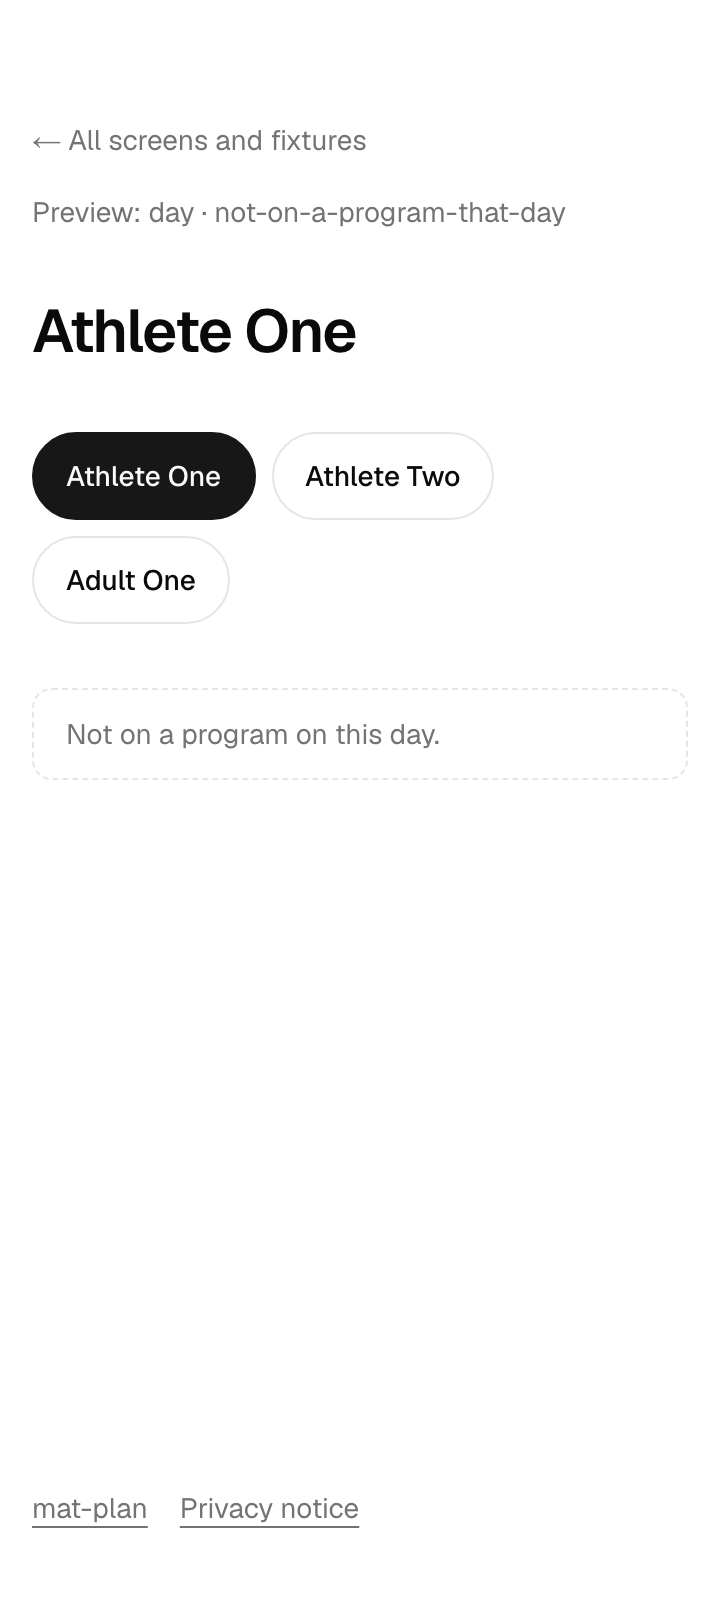 ← All screens and fixtures
Preview: day · not-on-a-program-that-day
Athlete One
Athlete One Athlete Two
Adult One
Not on a program on this day.
mat-plan Privacy notice